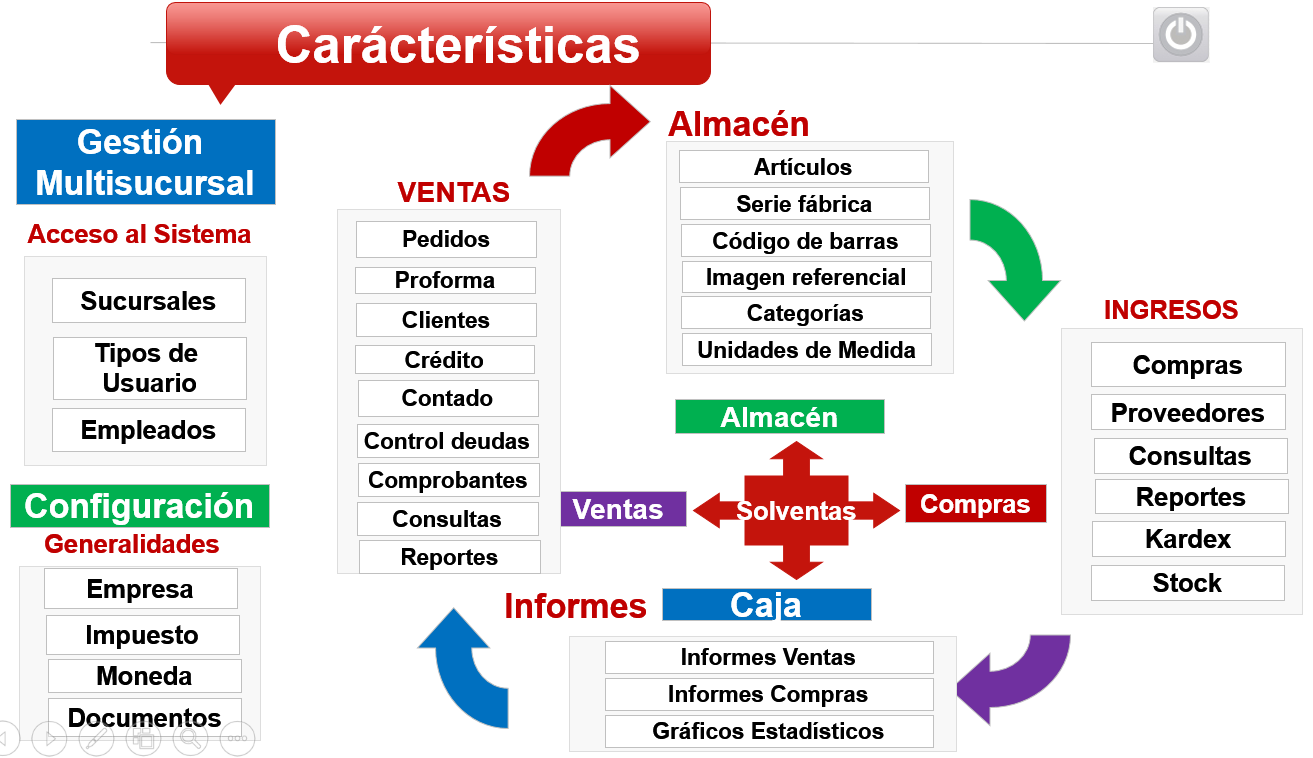 Carácterísticas
Gestión
Multisucursal
Acceso al Sistema
Sucursales
Tipos de
Usuario
Empleados
Configuración
Generalidades
Empresa
Impuesto
Moneda
Documentos
VENTAS
Pedidos
Proforma
Clientes
Crédito
Contado
Control deudas
Comprobantes
Consultas
Reportes
Almacén
Artículos
Serie fábrica
Código de barras
Imagen referencial
Categorías
Unidades de Medida
INGRESOS
Compras
Proveedores
Consultas
Reportes
Kardex
Stock
Almacén
Ventas
Solventas
Compras
Caja
Informes
Informes Ventas
Informes Compras
Gráficos Estadísticos